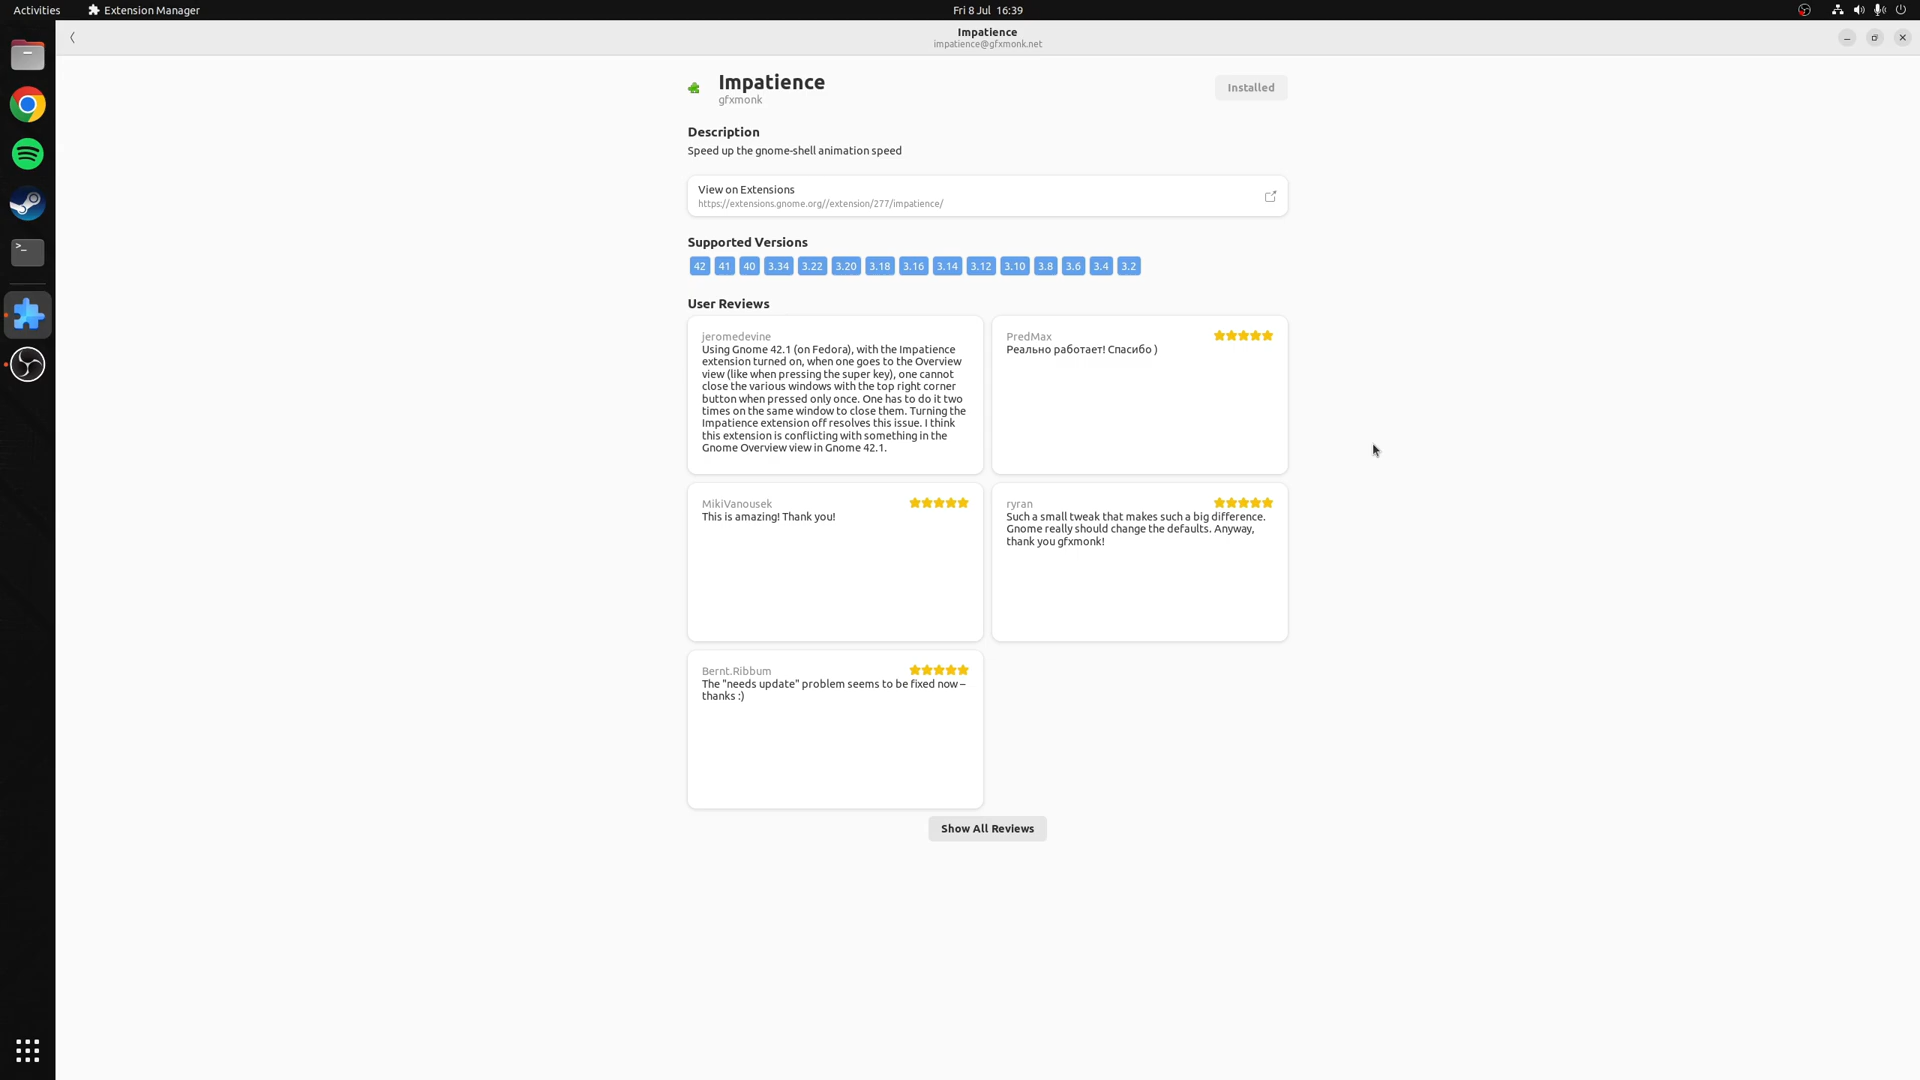 Activities
Extension Manager
Fri 8 Jul 16:39
Impatience
impatience@gfxmonk.net
Impatience
gfxmonk
Installed
Description
Speed up the gnome-shell animation speed
View on Extensions
https://extensions.gnome.org//extension/277/impatience/
Supported Versions
42 41 40 3.34 3.22 3.20 3.18 3.16 3.14 3.12 3.10 3.8 3.6 3.4 3.2
User Reviews
jeromedevine
Using Gnome 42.1 (on Fedora), with the Impatience
extension turned on, when one goes to the Overview
view (like when pressing the super key), one cannot
close the various windows with the top right corner
button when pressed only once. One has to do it two
times on the same window to close them. Turning the
Impatience extension off resolves this issue. I think
this extension is conflicting with something in the
Gnome Overview view in Gnome 42.1.
PredMax
Реально работает! Спасибо )
MikiVanousek
This is amazing! Thank you!
ryran
Such a small tweak that makes such a big difference.
Gnome really should change the defaults. Anyway,
thank you gfxmonk!
Bernt.Ribbum
The "needs update" problem seems to be fixed now –
thanks :)
Show All Reviews